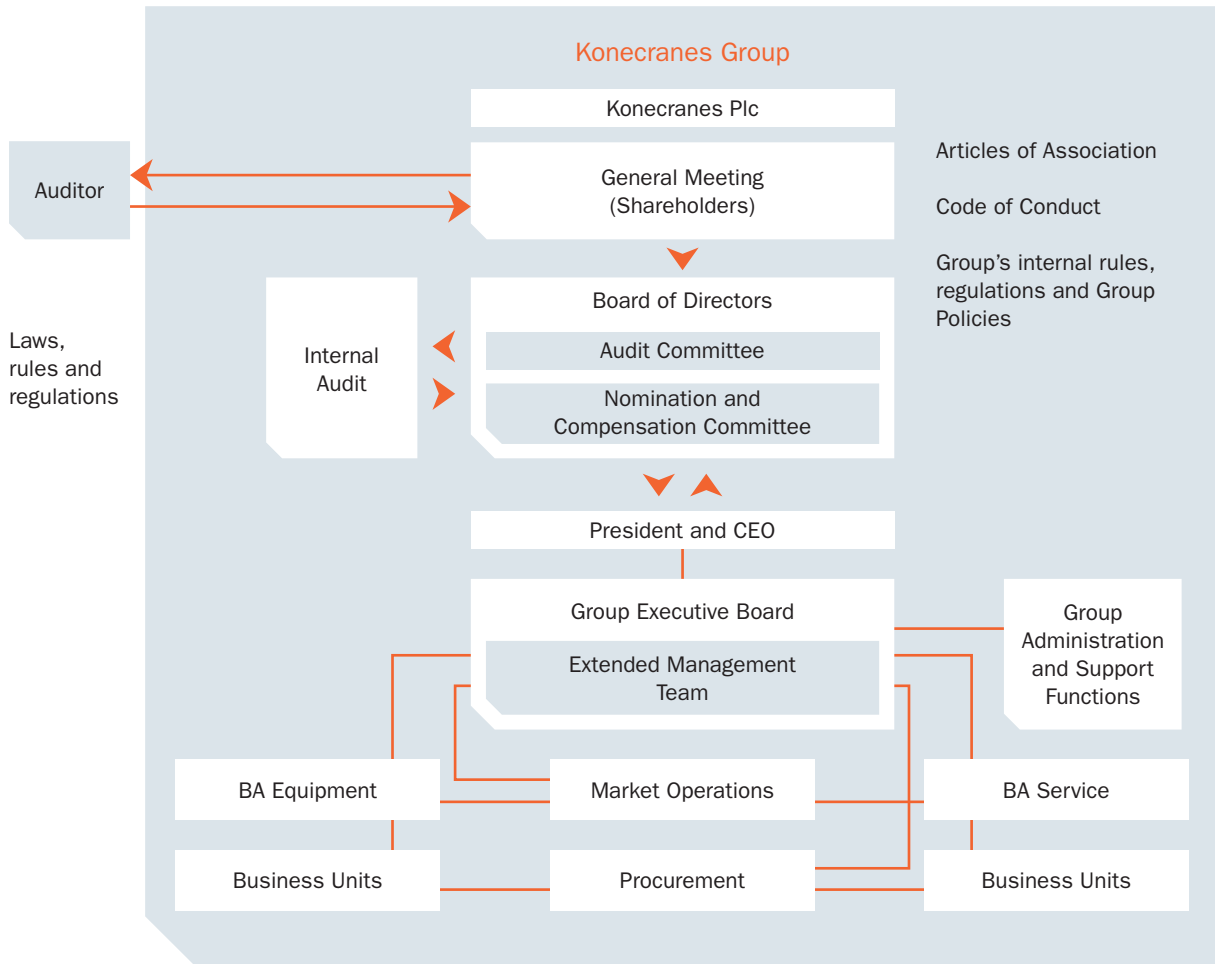 Konecranes Group
Konecranes Plc
Auditor
General Meeting
(Shareholders)
Articles of Association
Code of Conduct
Group’s internal rules,
regulations and Group
Policies
Laws,
rules and
regulations
Internal
Audit
Board of Directors
Audit Committee
Nomination and
Compensation Committee
President and CEO
Group Executive Board
Extended Management
Team
Group
Administration
and Support
Functions
BA Equipment
Market Operations
BA Service
Business Units
Procurement
Business Units